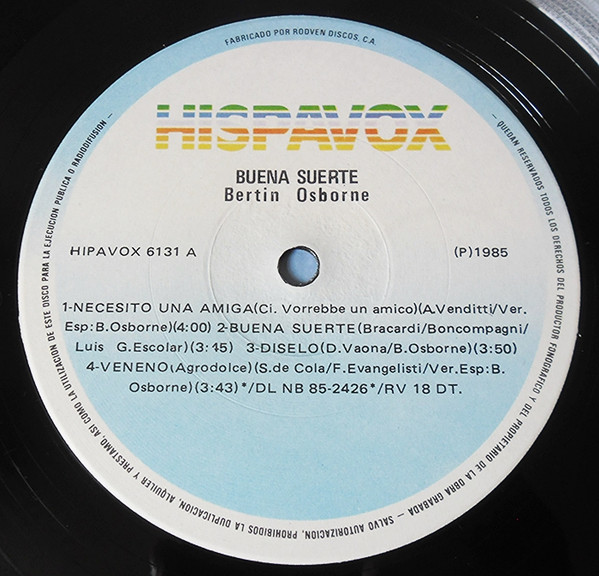 FABRICADO POR RODVEN DISCOS, C.A.
HISPAVOX
BUENA SUERTE
Bertin Osborne
HIPAVOX 6131 A
(P)1985
1-NECESITO UNA AMIGA(Ci. Vorrebbe un amico)(A.Venditti/Ver.
Esp:B.Osborne)(4:00) 2-BUENA SUERTE(Bracardi/Boncompagni/
Luis G.Escolar)(3:45) 3-DISELO(D.Vaona/B.Osborne)(3:50)
4-VENENO(Agrodolce)(S.de Cola/F.Evangelisti/Ver.Esp:B.
Osborne)(3:43)*/DL NB 85-2426*/RV 18 DT.
— QUEDAN RESERVADOS TODOS LOS DERECHOS DEL PRODUCTOR FONOGRAFICO Y DEL PROPIETARIO DE LA OBRA GRABADA — SALVO AUTORIZACION, PROHIBIDOS LA DUPLICACION, ALQUILER Y PRESTAMO, ASI COMO LA UTILIZACION DE ESTE DISCO PARA LA EJECUCION PUBLICA O RADIODIFUSION —